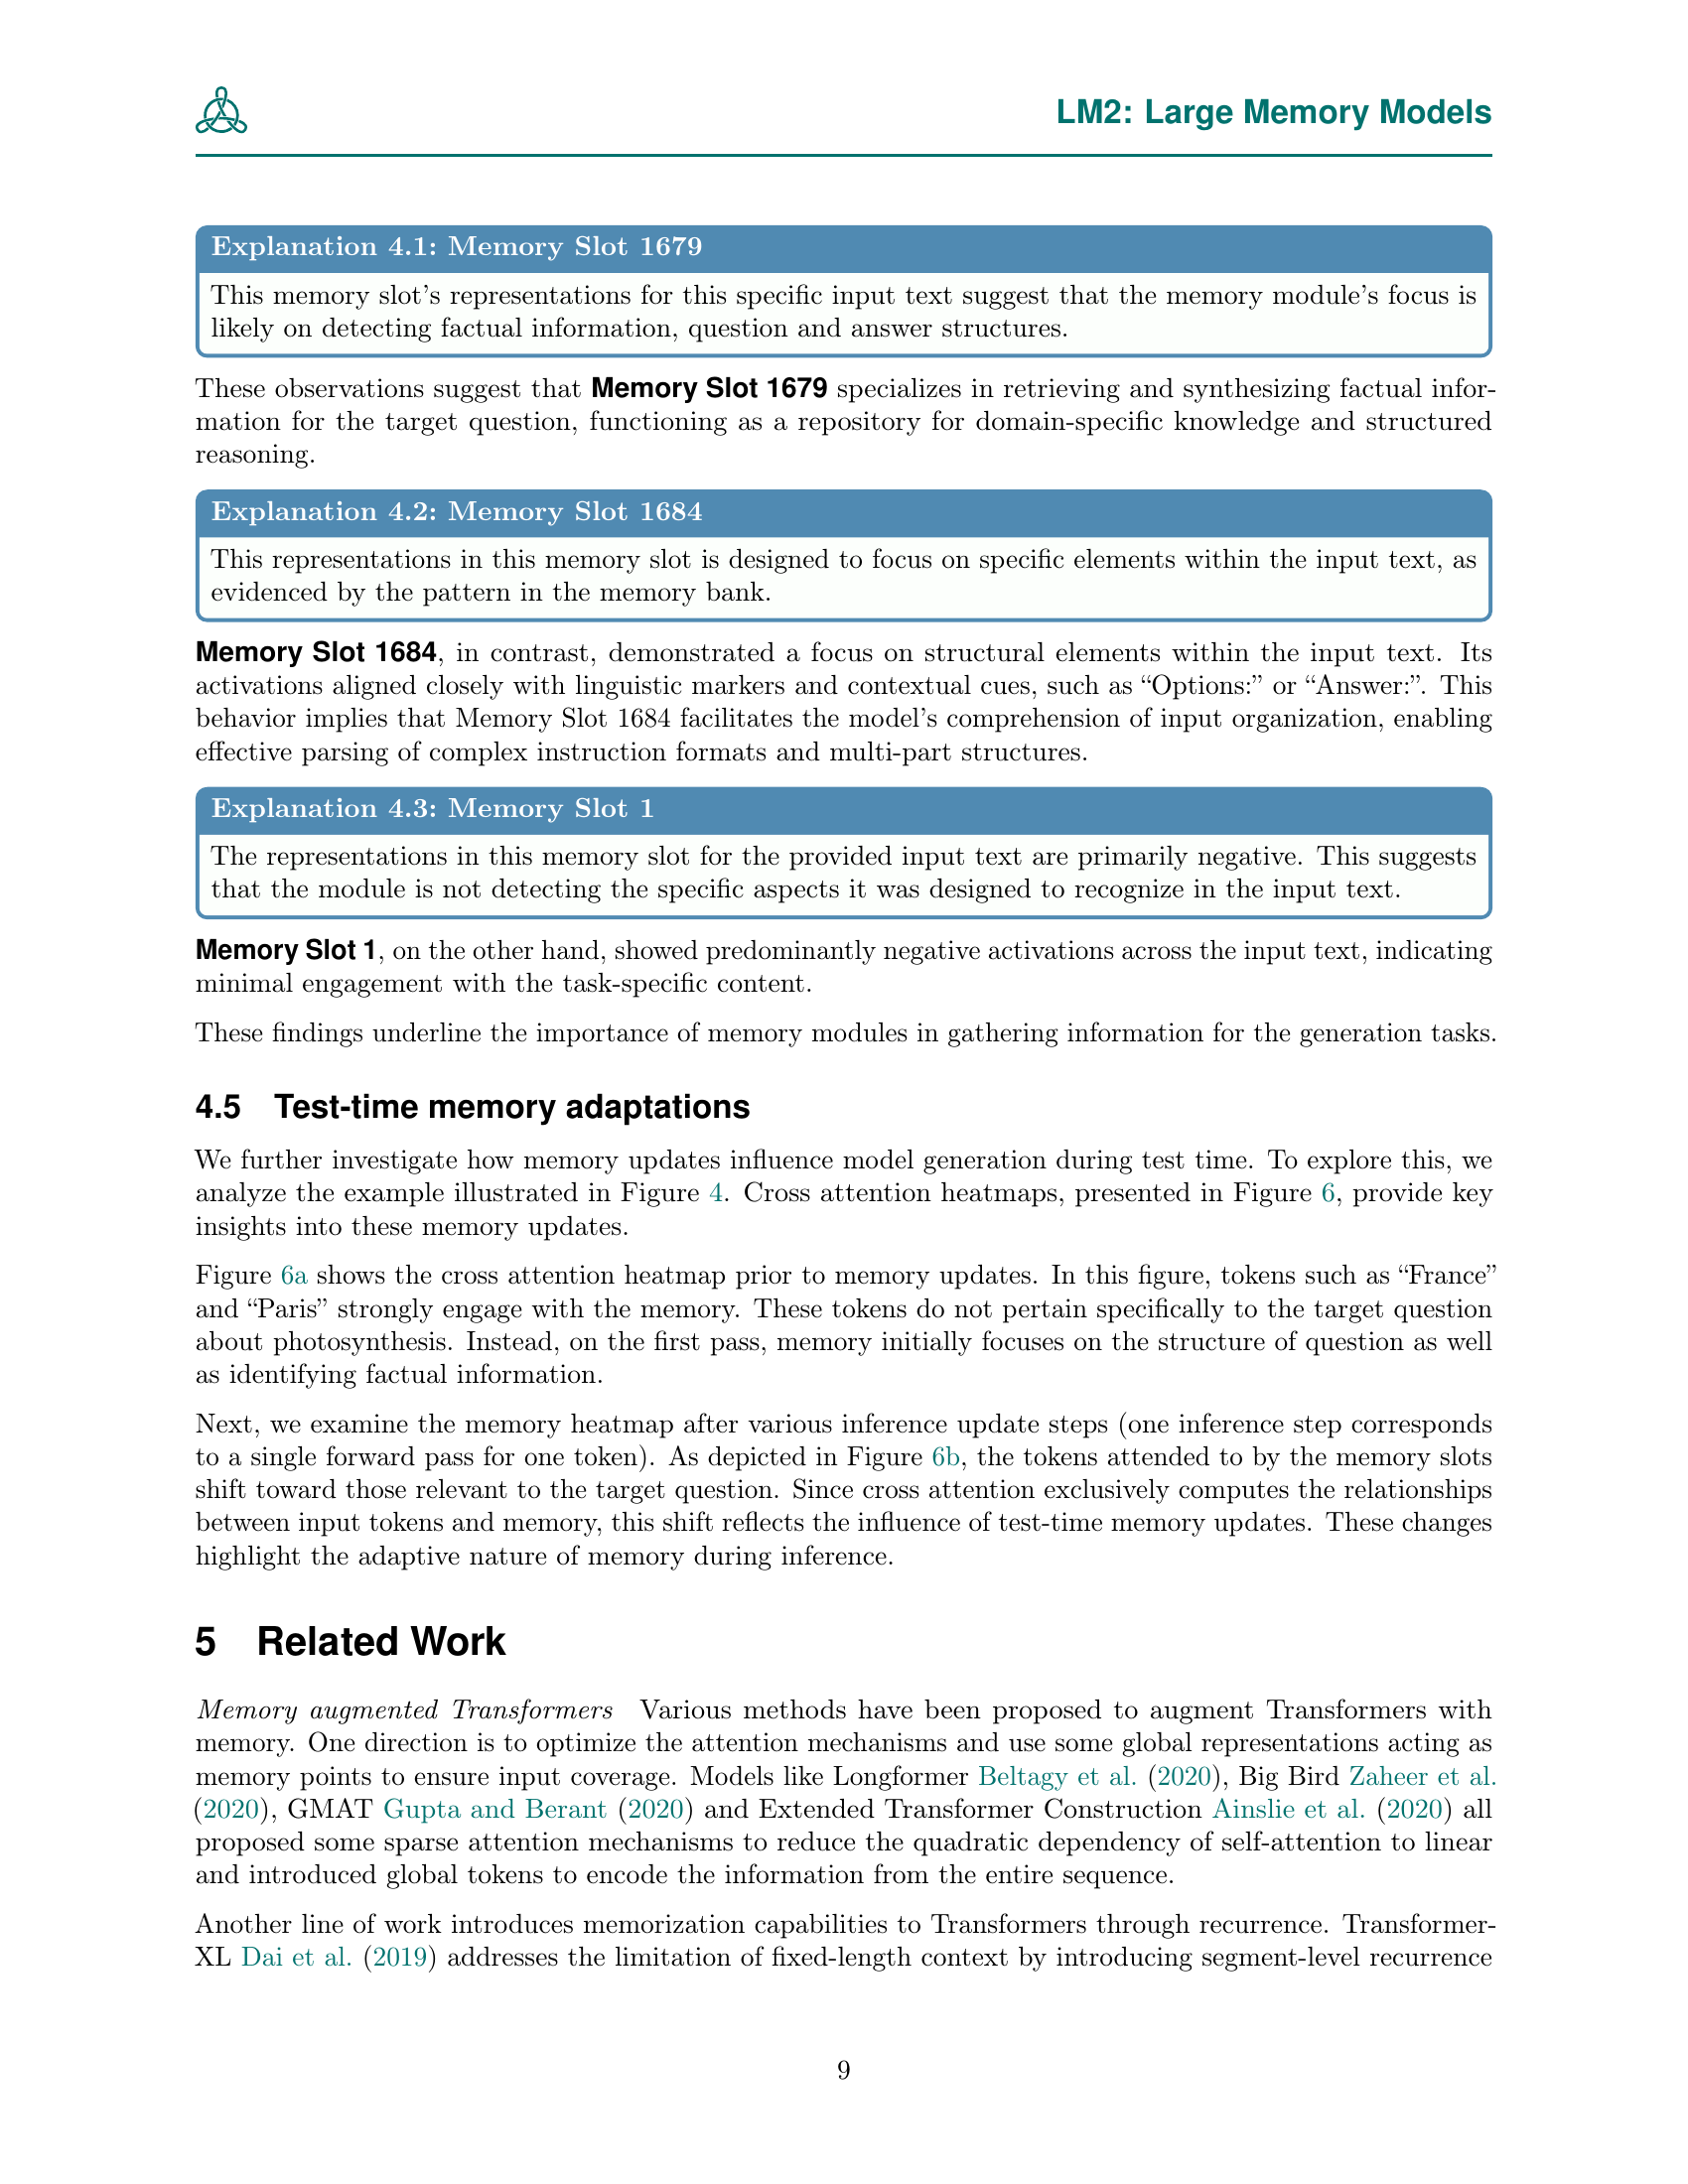 LM2: Large Memory Models
Explanation 4.1: Memory Slot 1679
This memory slot's representations for this specific input text suggest that the memory module's focus is
likely on detecting factual information, question and answer structures.
These observations suggest that Memory Slot 1679 specializes in retrieving and synthesizing factual infor-
mation for the target question, functioning as a repository for domain-specific knowledge and structured
reasoning.
Explanation 4.2: Memory Slot 1684
This representations in this memory slot is designed to focus on specific elements within the input text, as
evidenced by the pattern in the memory bank.
Memory Slot 1684, in contrast, demonstrated a focus on structural elements within the input text. Its
activations aligned closely with linguistic markers and contextual cues, such as “Options:” or “Answer:”. This
behavior implies that Memory Slot 1684 facilitates the model's comprehension of input organization, enabling
effective parsing of complex instruction formats and multi-part structures.
Explanation 4.3: Memory Slot 1
The representations in this memory slot for the provided input text are primarily negative. This suggests
that the module is not detecting the specific aspects it was designed to recognize in the input text.
Memory Slot 1, on the other hand, showed predominantly negative activations across the input text, indicating
minimal engagement with the task-specific content.
These findings underline the importance of memory modules in gathering information for the generation tasks.
4.5 Test-time memory adaptations
We further investigate how memory updates influence model generation during test time. To explore this, we
analyze the example illustrated in Figure 4. Cross attention heatmaps, presented in Figure 6, provide key
insights into these memory updates.
Figure 6a shows the cross attention heatmap prior to memory updates. In this figure, tokens such as “France”
and “Paris” strongly engage with the memory. These tokens do not pertain specifically to the target question
about photosynthesis. Instead, on the first pass, memory initially focuses on the structure of question as well
as identifying factual information.
Next, we examine the memory heatmap after various inference update steps (one inference step corresponds
to a single forward pass for one token). As depicted in Figure 6b, the tokens attended to by the memory slots
shift toward those relevant to the target question. Since cross attention exclusively computes the relationships
between input tokens and memory, this shift reflects the influence of test-time memory updates. These changes
highlight the adaptive nature of memory during inference.
5 Related Work
Memory augmented Transformers Various methods have been proposed to augment Transformers with
memory. One direction is to optimize the attention mechanisms and use some global representations acting as
memory points to ensure input coverage. Models like Longformer Beltagy et al. (2020), Big Bird Zaheer et al.
(2020), GMAT Gupta and Berant (2020) and Extended Transformer Construction Ainslie et al. (2020) all
proposed some sparse attention mechanisms to reduce the quadratic dependency of self-attention to linear
and introduced global tokens to encode the information from the entire sequence.
Another line of work introduces memorization capabilities to Transformers through recurrence. Transformer-
XL Dai et al. (2019) addresses the limitation of fixed-length context by introducing segment-level recurrence
9